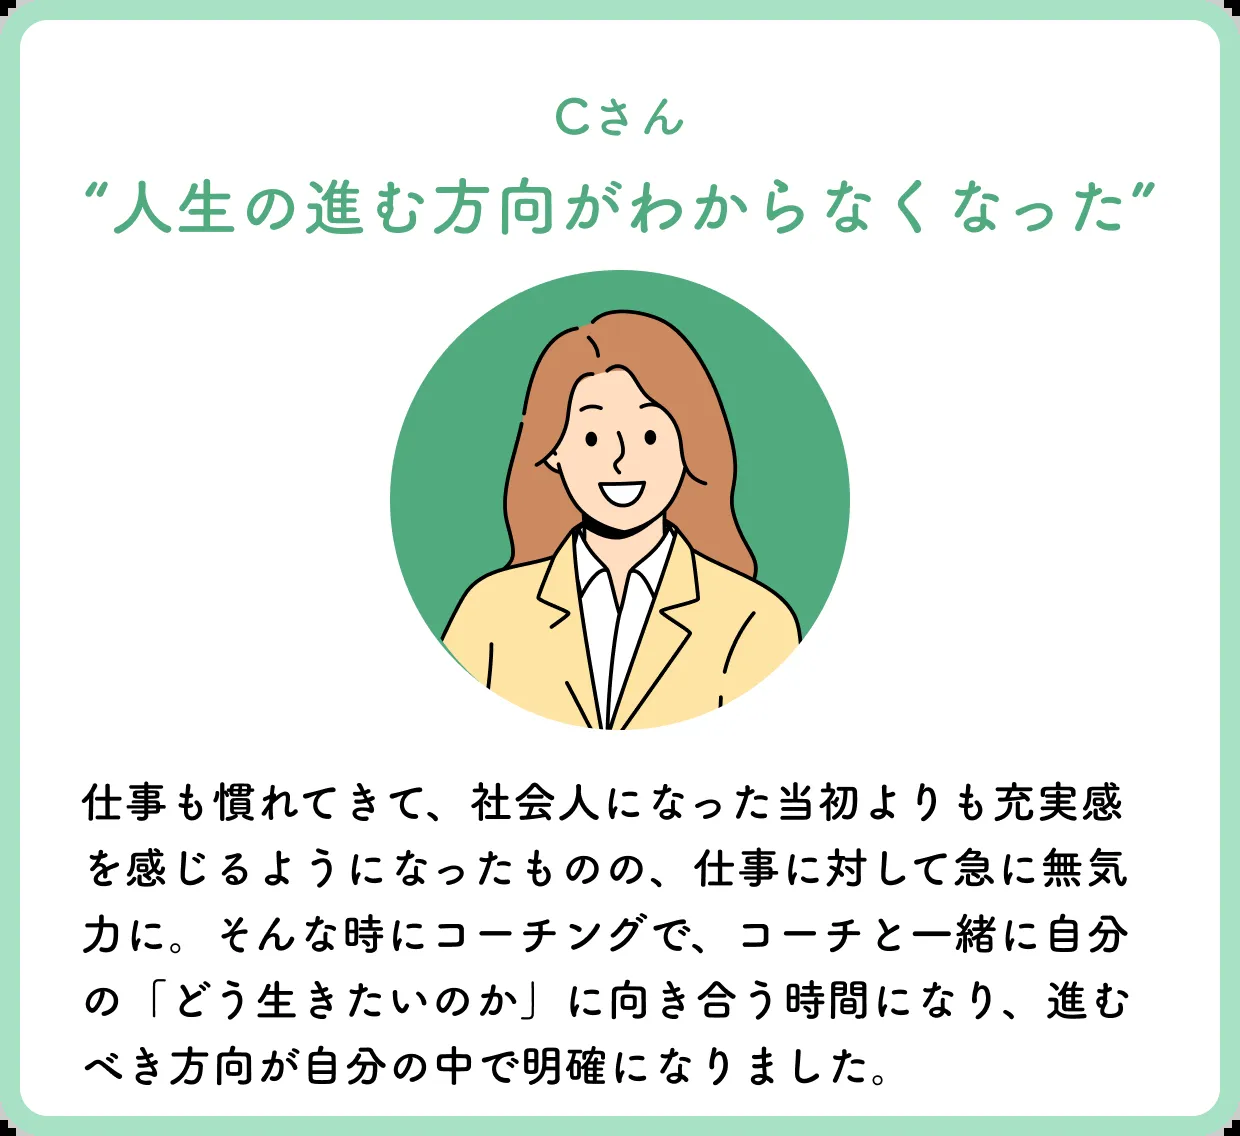 Cさん
“人生の進む方向がわからなくなった”
仕事も慣れてきて、社会人になった当初よりも充実感
を感じるようになったものの、仕事に対して急に無気
力に。そんな時にコーチングで、コーチと一緒に自分
の「どう生きたいのか」に向き合う時間になり、進む
べき方向が自分の中で明確になりました。